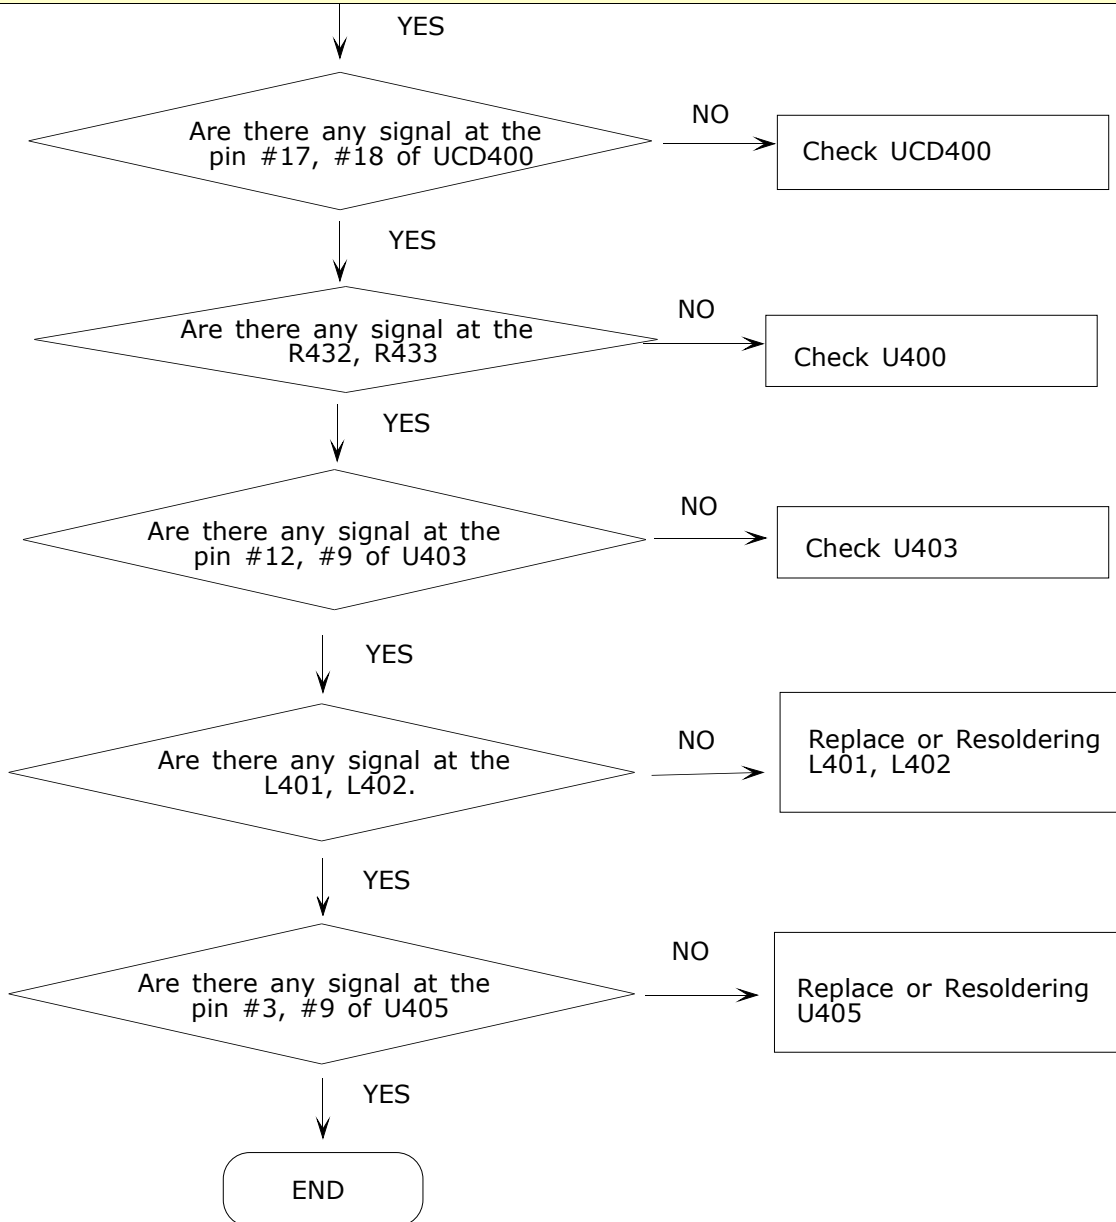 YES
Are there any signal at the
pin #17, #18 of UCD400
NO
Check UCD400
YES
Are there any signal at the
R432, R433
NO
Check U400
YES
Are there any signal at the
pin #12, #9 of U403
NO
Check U403
YES
Are there any signal at the
L401, L402.
NO
Replace or Resoldering
L401, L402
YES
Are there any signal at the
pin #3, #9 of U405
NO
Replace or Resoldering
U405
YES
END